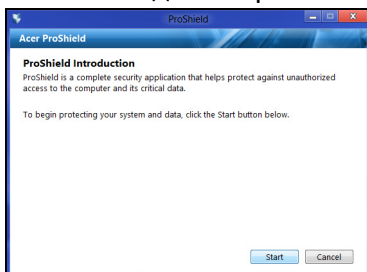 ProShield
Acer ProShield
ProShield Introduction
ProShield is a complete security application that helps protect against unauthorized
access to the computer and its critical data.
To begin protecting your system and data, click the Start button below.
Start Cancel